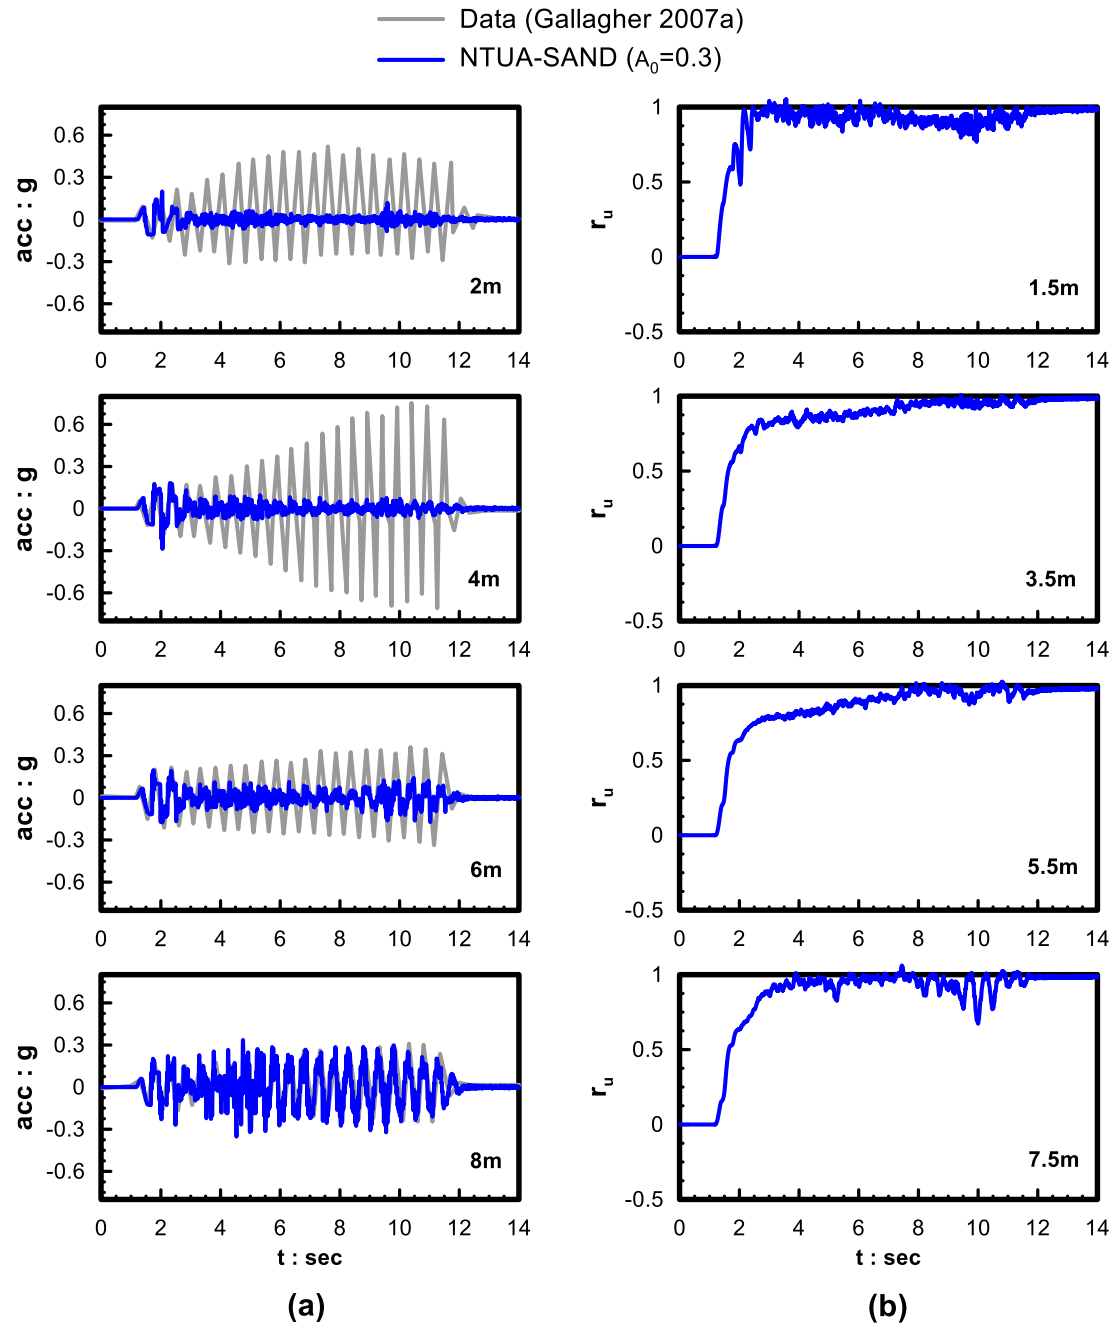 Data (Gallagher 2007a)
NTUA-SAND (A0=0.3)
acc : g
0.6
0.3
0
-0.3
-0.6
2m
0 2 4 6 8 10 12 14
ru
1
0.5
0
-0.5
1.5m
0 2 4 6 8 10 12 14
acc : g
0.6
0.3
0
-0.3
-0.6
4m
0 2 4 6 8 10 12 14
ru
1
0.5
0
-0.5
3.5m
0 2 4 6 8 10 12 14
acc : g
0.6
0.3
0
-0.3
-0.6
6m
0 2 4 6 8 10 12 14
ru
1
0.5
0
-0.5
5.5m
0 2 4 6 8 10 12 14
acc : g
0.6
0.3
0
-0.3
-0.6
8m
0 2 4 6 8 10 12 14
t : sec
ru
1
0.5
0
-0.5
7.5m
0 2 4 6 8 10 12 14
t : sec
(a)
(b)